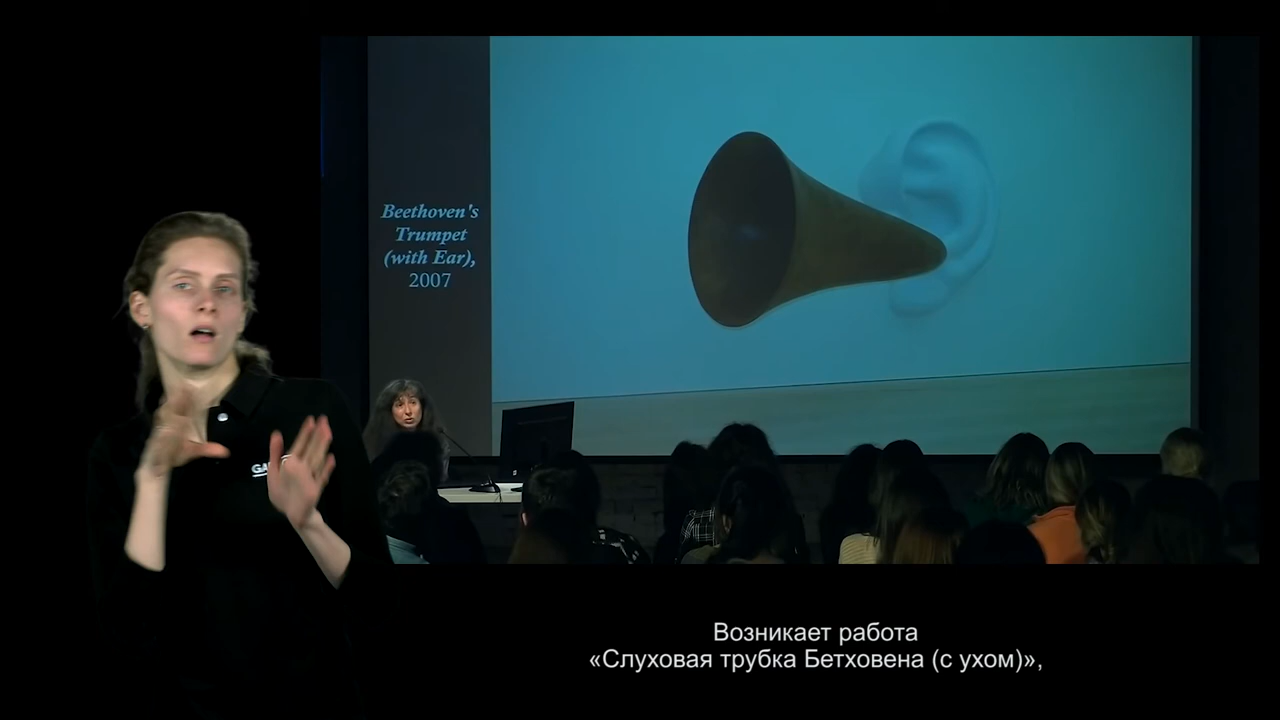 Beethoven's
Trumpet
(with Ear),
2007
Возникает работа
«Слуховая трубка Бетховена (с ухом)»,